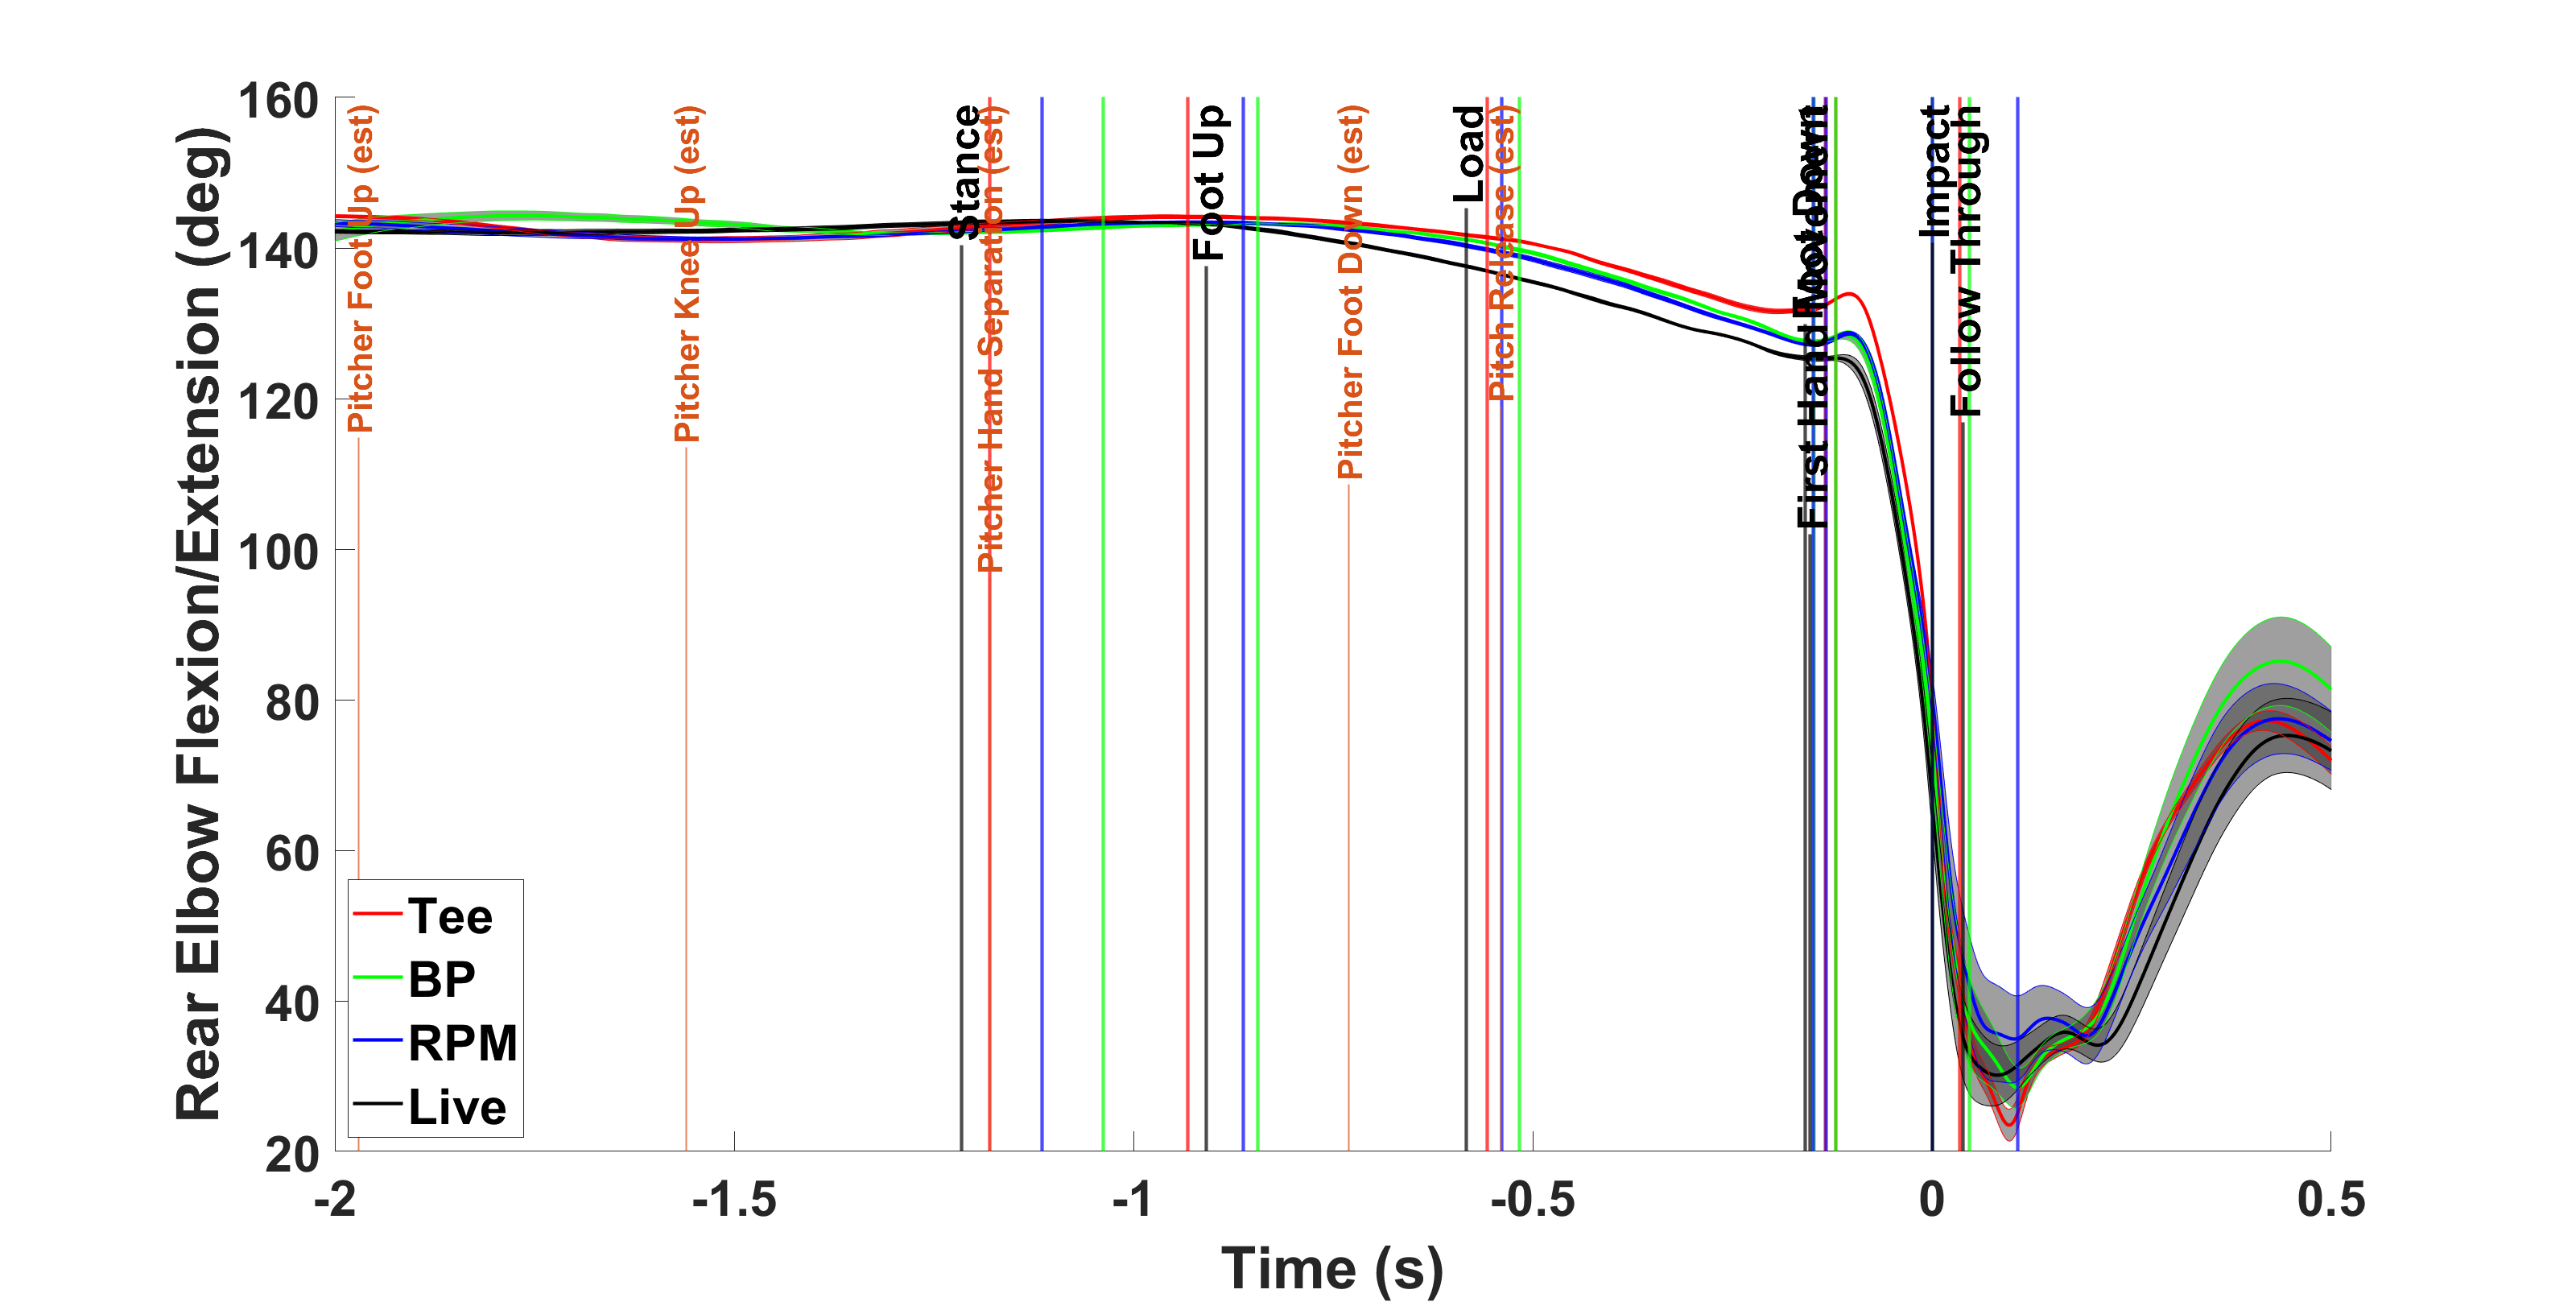 Rear Elbow Flexion/Extension (deg)
160
140
120
100
80
60
40
20
Pitcher Foot Up (est)
Pitcher Knee Up (est)
Stance
Pitcher Hand Separation (est)
Foot Up
Pitcher Foot Down (est)
Load
Pitch Release (est)
Foot Down
First Hand Movement
Impact
Follow Through
Tee
BP
RPM
Live
-2
-1.5
-1
-0.5
0
0.5
Time (s)